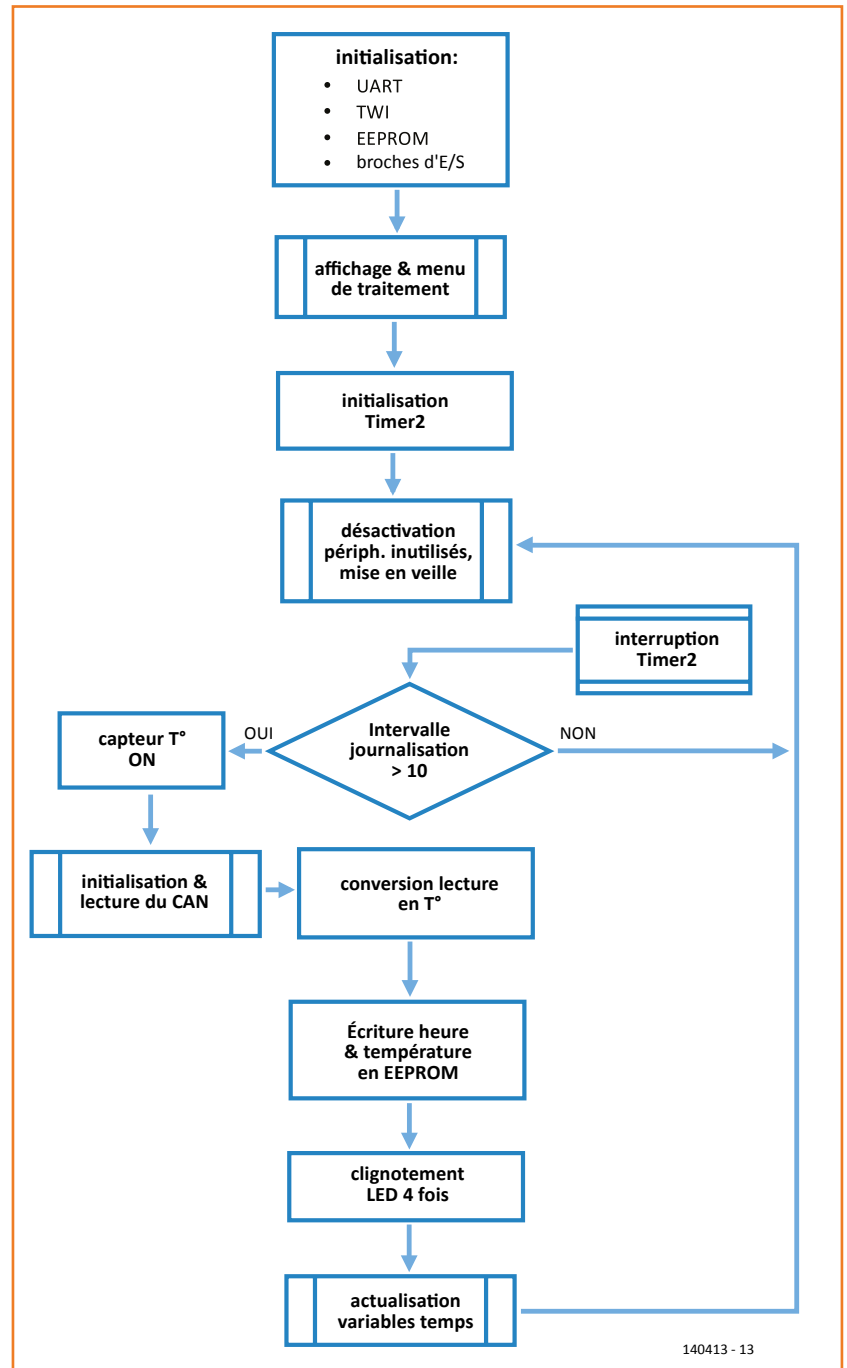 initialisation:
• UART
• TWI
• EEPROM
• broches d'E/S
affichage & menu
de traitement
initialisation
Timer2
désactivation
périph. inutilisés,
mise en veille
interruption
Timer2
Intervalle
journalisation
> 10
OUI
NON
capteur T°
ON
initialisation &
lecture du CAN
conversion lecture
en T°
Écriture heure
& température
en EEPROM
clignotement
LED 4 fois
actualisation
variables temps
140413 - 13